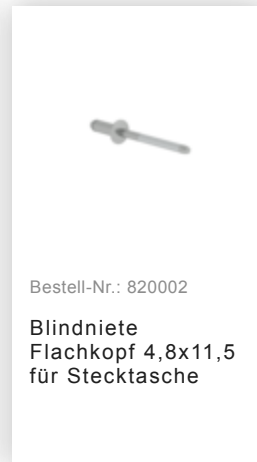 Bestell-Nr.: 820002
Blindniete
Flachkopf 4,8x11,5
für Stecktasche